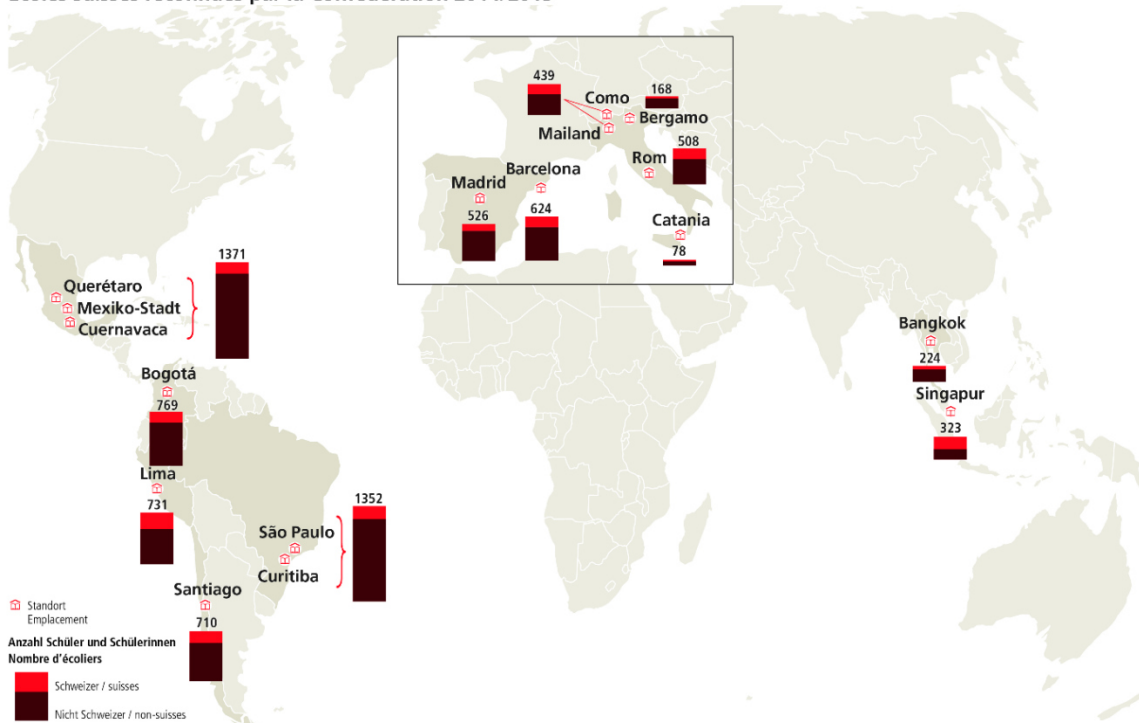 439
Como
168
Bergamo
Mailand
508
Rom
Barcelona
Madrid
526
624
Catania
78
1371
Querétaro
Mexiko-Stadt
Cuernavaca
Bangkok
224
Singapur
323
Bogotá
769
Lima
731
1352
São Paulo
Curitiba
Santiago
710
Standort
Emplacement
Anzahl Schüler und Schülerinnen
Nombre d'écoliers
Schweizer / suisses
Nicht Schweizer / non-suisses